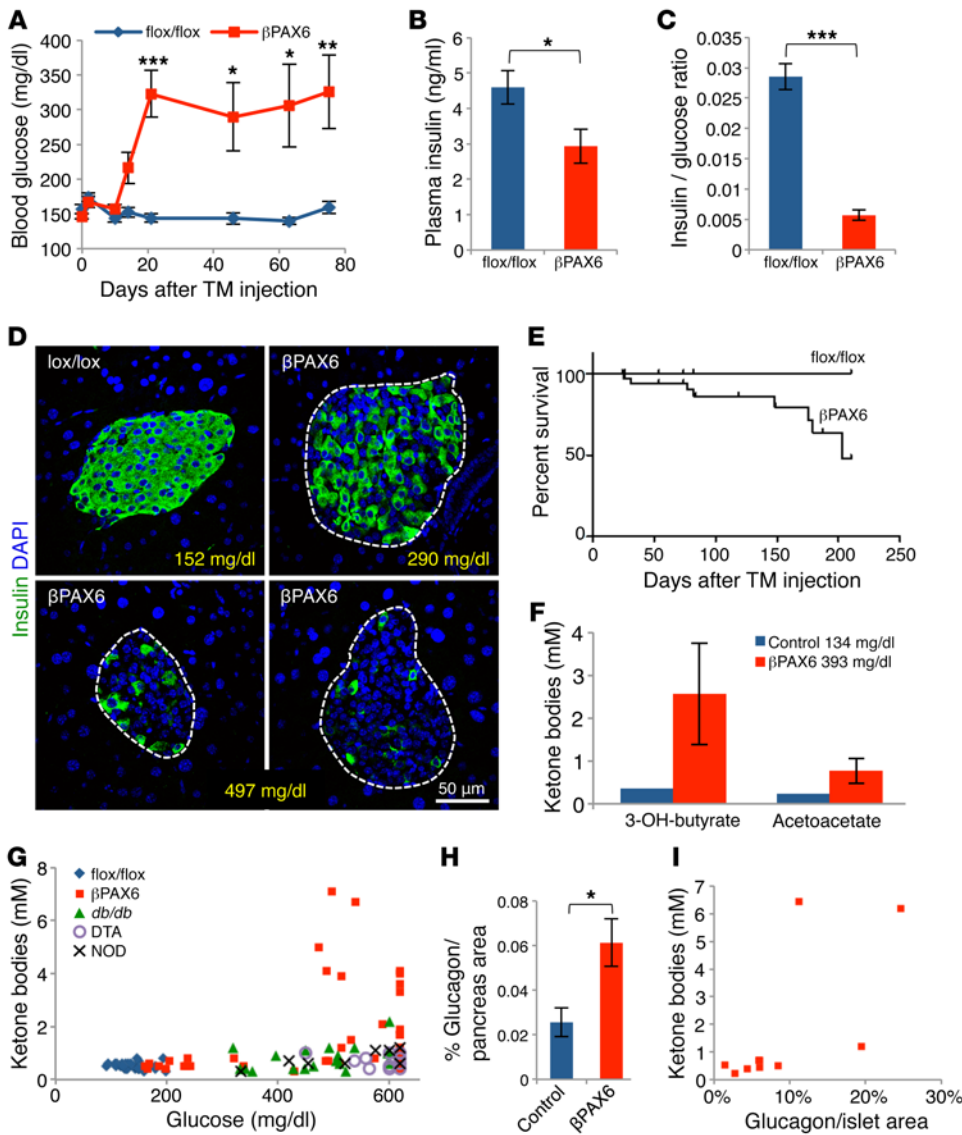 A
flox/flox
βPAX6
Blood glucose (mg/dl)
400
350
300
250
200
150
100
***
*
*
**
0
20
40
60
80
Days after TM injection
B
Plasma insulin (ng/ml)
6
5
4
3
2
1
0
*
flox/flox
βPAX6
C
Insulin / glucose ratio
0.035
0.03
0.025
0.02
0.015
0.01
0.005
0
***
flox/flox
βPAX6
D
Insulin DAPI
lox/lox
152 mg/dl
βPAX6
290 mg/dl
βPAX6
βPAX6
497 mg/dl
50 μm
E
Percent survival
100
50
0
flox/flox
βPAX6
0
50
100
150
200
250
Days after TM injection
F
Ketone bodies (mM)
4
3
2
1
0
Control 134 mg/dl
βPAX6 393 mg/dl
3-OH-butyrate
Acetoacetate
G
Ketone bodies (mM)
8
6
4
2
0
flox/flox
βPAX6
db/db
DTA
NOD
0
200
400
600
Glucose (mg/dl)
H
% Glucagon/
pancreas area
0.08
0.06
0.04
0.02
0
*
Control
βPAX6
I
Ketone bodies (mM)
7
6
5
4
3
2
1
0
0%
10%
20%
30%
Glucagon/islet area